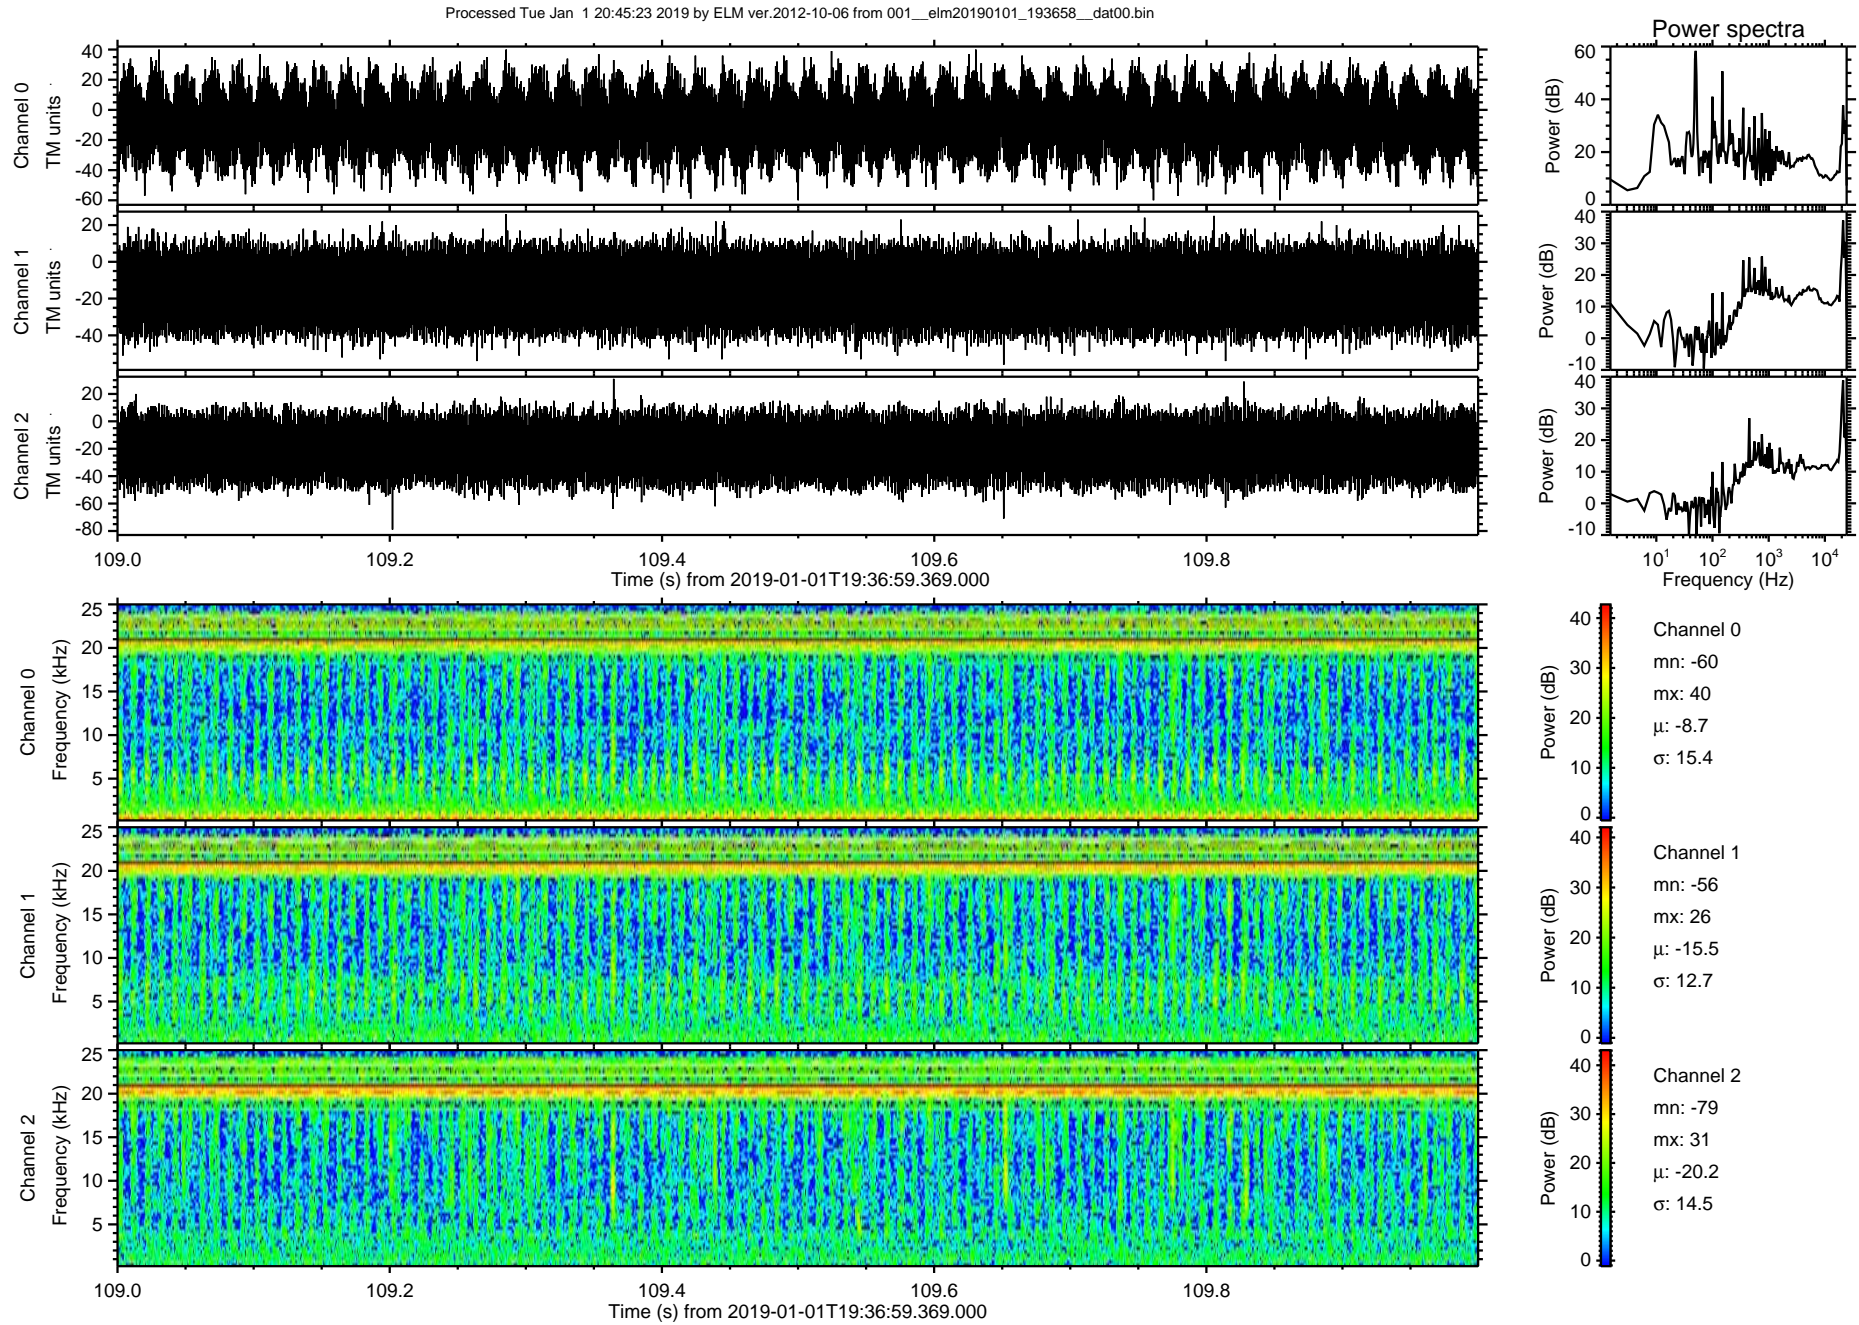 Processed Tue Jan  1 20:45:23 2019 by ELM ver.2012-10-06 from 001__elm20190101_193658__dat00.bin
Power spectra
Channel 0
TM units
40
20
0
-20
-40
-60
Power (dB)
60
40
20
0
Channel 1
TM units
20
0
-20
-40
Power (dB)
40
30
20
10
0
-10
Channel 2
TM units
20
0
-20
-40
-60
-80
Power (dB)
40
30
20
10
0
-10
109.0 109.2 109.4 109.6 109.8
Time (s) from 2019-01-01T19:36:59.369.000
10^1 10^2 10^3 10^4
Frequency (Hz)
Channel 0
Frequency (kHz)
25
20
15
10
5
Power (dB)
40
30
20
10
0
Channel 0
mn: -60
mx: 40
μ: -8.7
σ: 15.4
Channel 1
Frequency (kHz)
25
20
15
10
5
Power (dB)
40
30
20
10
0
Channel 1
mn: -56
mx: 26
μ: -15.5
σ: 12.7
Channel 2
Frequency (kHz)
25
20
15
10
5
Power (dB)
40
30
20
10
0
Channel 2
mn: -79
mx: 31
μ: -20.2
σ: 14.5
109.0 109.2 109.4 109.6 109.8
Time (s) from 2019-01-01T19:36:59.369.000